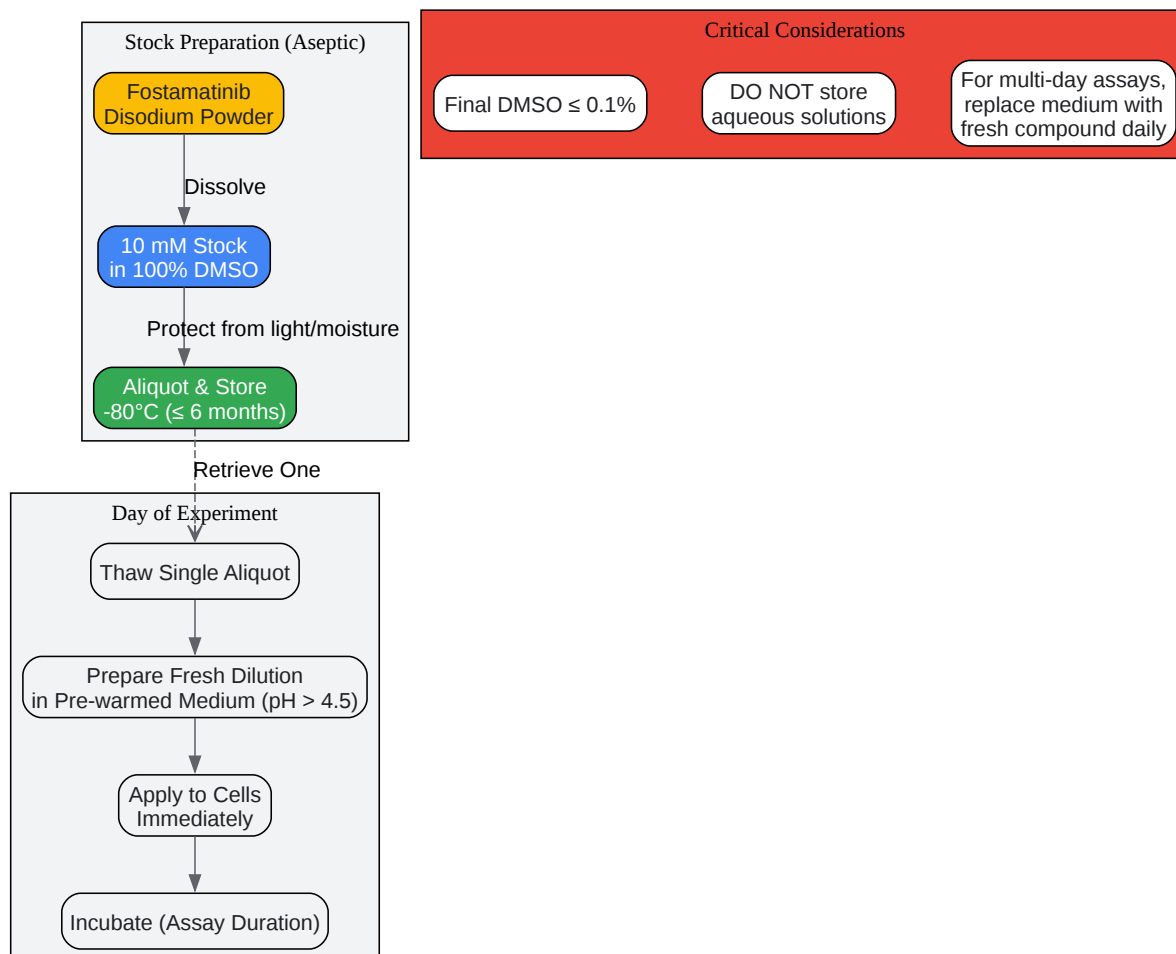 Stock Preparation (Aseptic)
Fostamatinib
Disodium Powder
Dissolve
10 mM Stock
in 100% DMSO
Protect from light/moisture
Aliquot & Store
-80°C (≤ 6 months)
Retrieve One
Day of Experiment
Thaw Single Aliquot
Prepare Fresh Dilution
in Pre-warmed Medium (pH > 4.5)
Apply to Cells
Immediately
Incubate (Assay Duration)
Critical Considerations
Final DMSO ≤ 0.1%
DO NOT store
aqueous solutions
For multi-day assays,
replace medium with
fresh compound daily